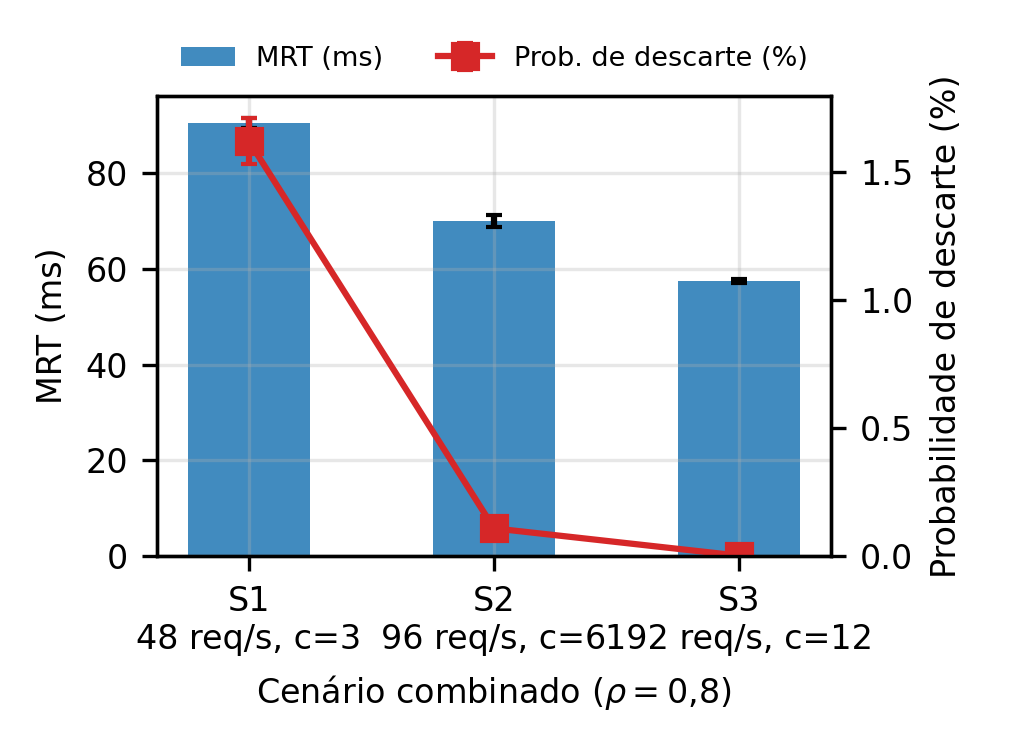 MRT (ms) Prob. de descarte (%)
MRT (ms)
80
60
40
20
0
1.5
1.0
0.5
0.0
Probabilidade de descarte (%)
S1 S2 S3
48 req/s, c=3 96 req/s, c=6192 req/s, c=12
Cenário combinado (ρ = 0,8)